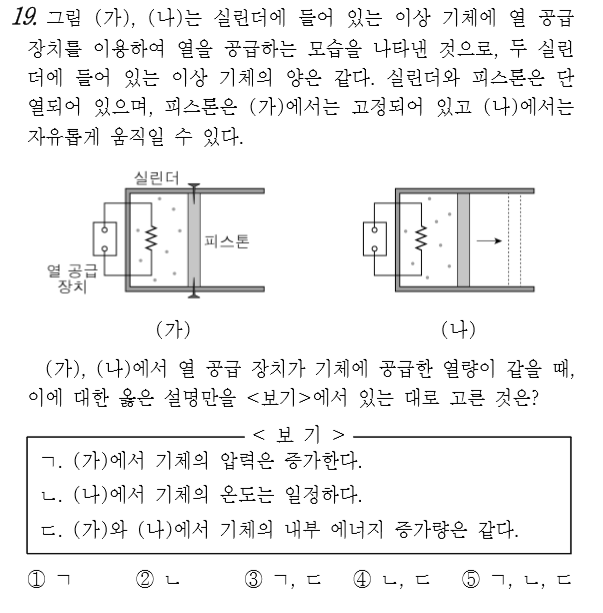 19. 그림 (가), (나)는 실린더에 들어 있는 이상 기체에 열 공급
장치를 이용하여 열을 공급하는 모습을 나타낸 것으로, 두 실린
더에 들어 있는 이상 기체의 양은 같다. 실린더와 피스톤은 단
열되어 있으며, 피스톤은 (가)에서는 고정되어 있고 (나)에서는
자유롭게 움직일 수 있다.
실린더
피스톤
열 공급
장치
(가)
(나)
(가), (나)에서 열 공급 장치가 기체에 공급한 열량이 같을 때,
이에 대한 옳은 설명만을 <보기>에서 있는 대로 고른 것은?
< 보 기 >
ㄱ. (가)에서 기체의 압력은 증가한다.
ㄴ. (나)에서 기체의 온도는 일정하다.
ㄷ. (가)와 (나)에서 기체의 내부 에너지 증가량은 같다.
① ㄱ ② ㄴ ③ ㄱ, ㄷ ④ ㄴ, ㄷ ⑤ ㄱ, ㄴ, ㄷ